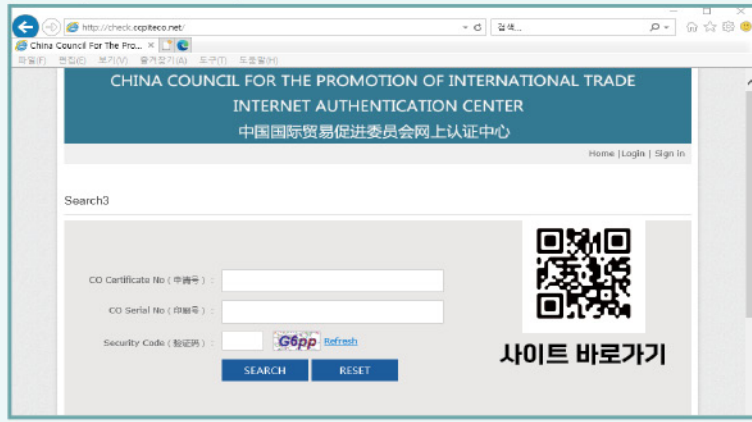 http://check.ccpiteco.net/
검색...
China Council For The Pro...
파일(F) 편집(E) 보기(V) 즐겨찾기(A) 도구(T) 도움말(H)
CHINA COUNCIL FOR THE PROMOTION OF INTERNATIONAL TRADE
INTERNET AUTHENTICATION CENTER
中国国际贸易促进委员会网上认证中心
Home |Login | Sign in
Search3
CO Certificate No ( 申请号 ) :
CO Serial No ( 印刷号 ) :
Security Code ( 验证码 ) :
G6pp Refresh
SEARCH RESET
사이트 바로가기